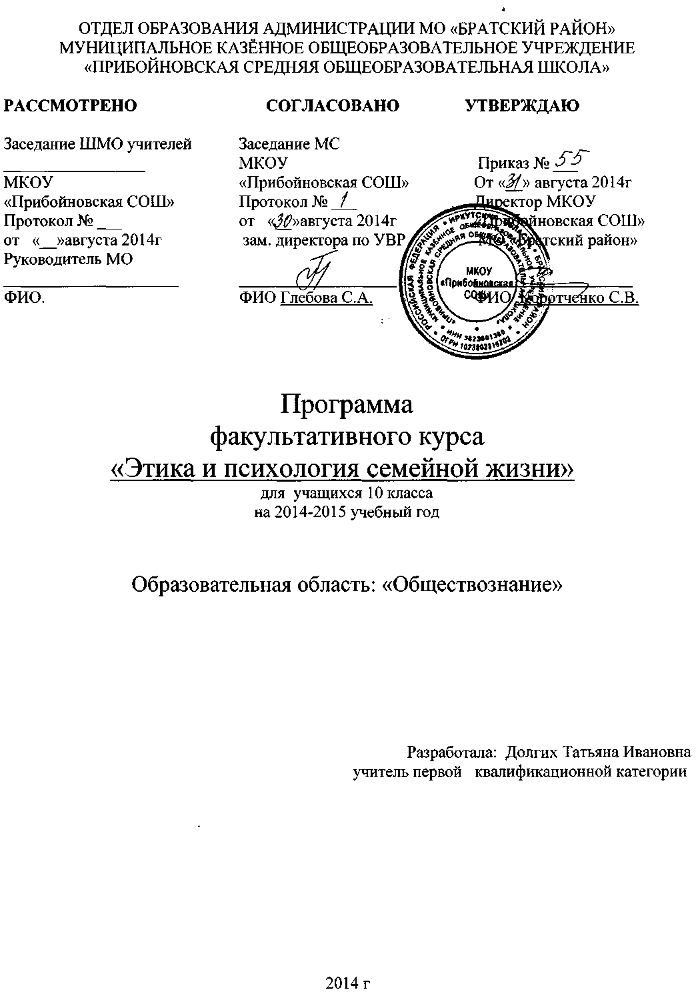 ОТДЕЛ ОБРАЗОВАНИЯ АДМИНИСТРАЦИИ МО «БРАТСКИЙ РАЙОН»
МУНИЦИПАЛЬНОЕ КАЗЁННОЕ ОБЩЕОБРАЗОВАТЕЛЬНОЕ УЧРЕЖДЕНИЕ
«ПРИБОЙНОВСКАЯ СРЕДНЯЯ ОБЩЕОБРАЗОВАТЕЛЬНАЯ ШКОЛА»
РАССМОТРЕНО
Заседание ШМО учителей
МКОУ
«Прибойновская СОШ»
Протокол № ___
от «__»августа 2014г
Руководитель МО
ФИО.
СОГЛАСОВАНО
Заседание МС
МКОУ
«Прибойновская СОШ»
Протокол № 1
от «30»августа 2014г
зам. директора по УВР
ФИО Глебова С.А.
УТВЕРЖДАЮ
Приказ № 55
От «31» августа 2014г
Директор МКОУ
«Прибойновская СОШ»
МО «Братский район»
ФИО Коротченко С.В.
РОССИЙСКАЯ ФЕДЕРАЦИЯ • ИРКУТСКАЯ ОБЛАСТЬ • БРАТСКИЙ РАЙОН
МУНИЦИПАЛЬНОЕ КАЗЁННОЕ ОБЩЕОБРАЗОВАТЕЛЬНОЕ УЧРЕЖДЕНИЕ
«ПРИБОЙНОВСКАЯ СРЕДНЯЯ ОБЩЕОБРАЗОВАТЕЛЬНАЯ ШКОЛА»
МКОУ
«Прибойновская
СОШ»
ИНН
ОГРН
Программа
факультативного курса
«Этика и психология семейной жизни»
для учащихся 10 класса
на 2014-2015 учебный год
Образовательная область: «Обществознание»
Разработала: Долгих Татьяна Ивановна
учитель первой квалификационной категории
2014 г